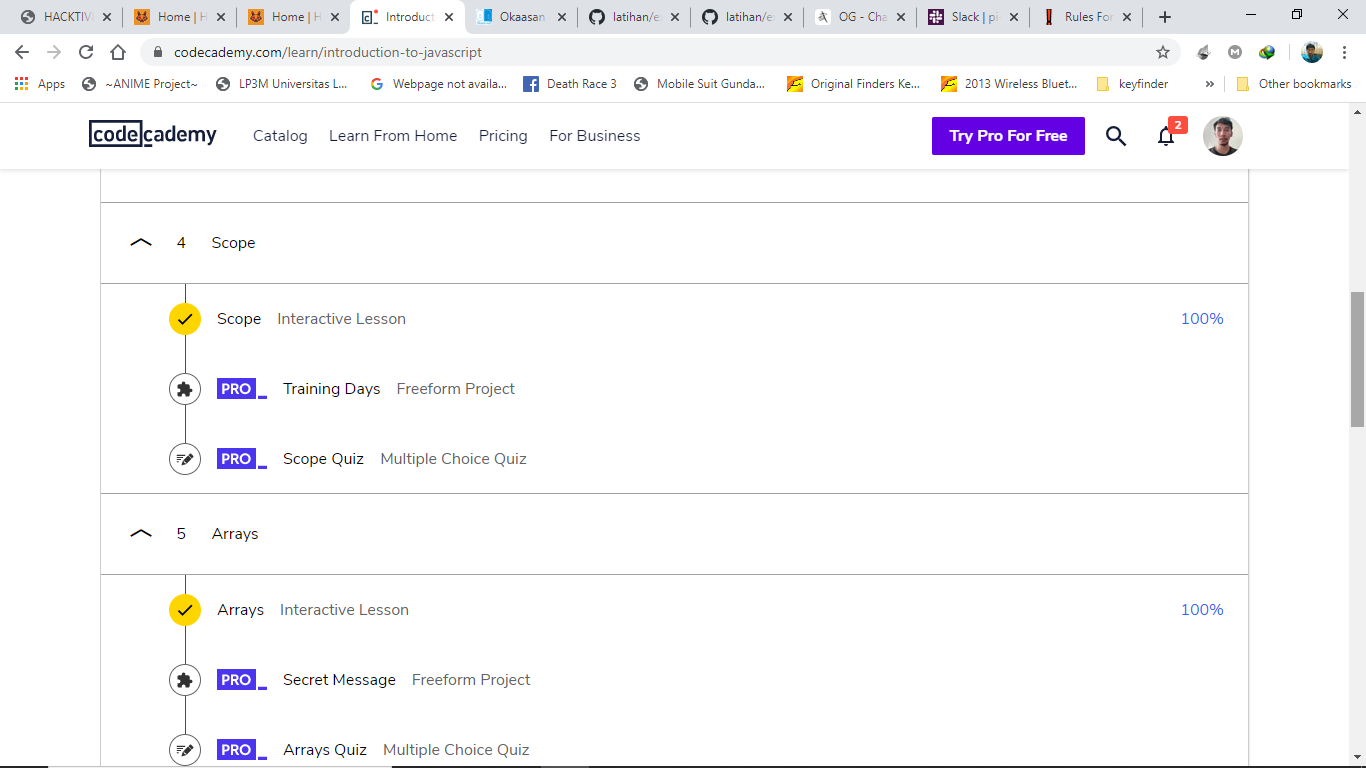 HACKTIV Home | H Home | H Introduct Okaasan latihan/e latihan/e OG - Cha Slack | pi Rules For
codecademy.com/learn/introduction-to-javascript
Apps ~ANIME Project~ LP3M Universitas L... Webpage not availa... Death Race 3 Mobile Suit Gunda... Original Finders Ke... 2013 Wireless Bluet... keyfinder » Other bookmarks
codecademy Catalog Learn From Home Pricing For Business Try Pro For Free 2
4 Scope
Scope Interactive Lesson 100%
PRO Training Days Freeform Project
PRO Scope Quiz Multiple Choice Quiz
5 Arrays
Arrays Interactive Lesson 100%
PRO Secret Message Freeform Project
PRO Arrays Quiz Multiple Choice Quiz